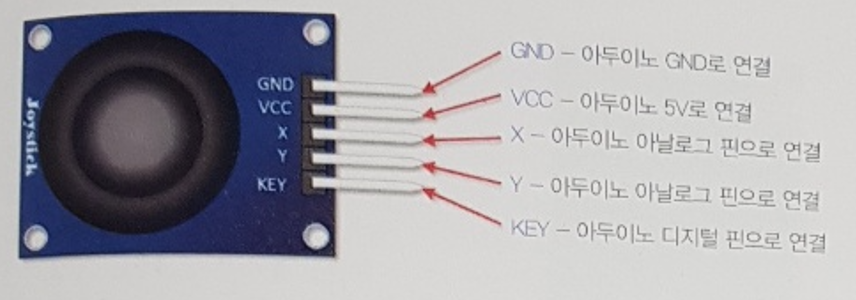 Joystick
GND
VCC
X
Y
KEY
GND – 아두이노 GND로 연결
VCC – 아두이노 5V로 연결
X – 아두이노 아날로그 핀으로 연결
Y – 아두이노 아날로그 핀으로 연결
KEY – 아두이노 디지털 핀으로 연결